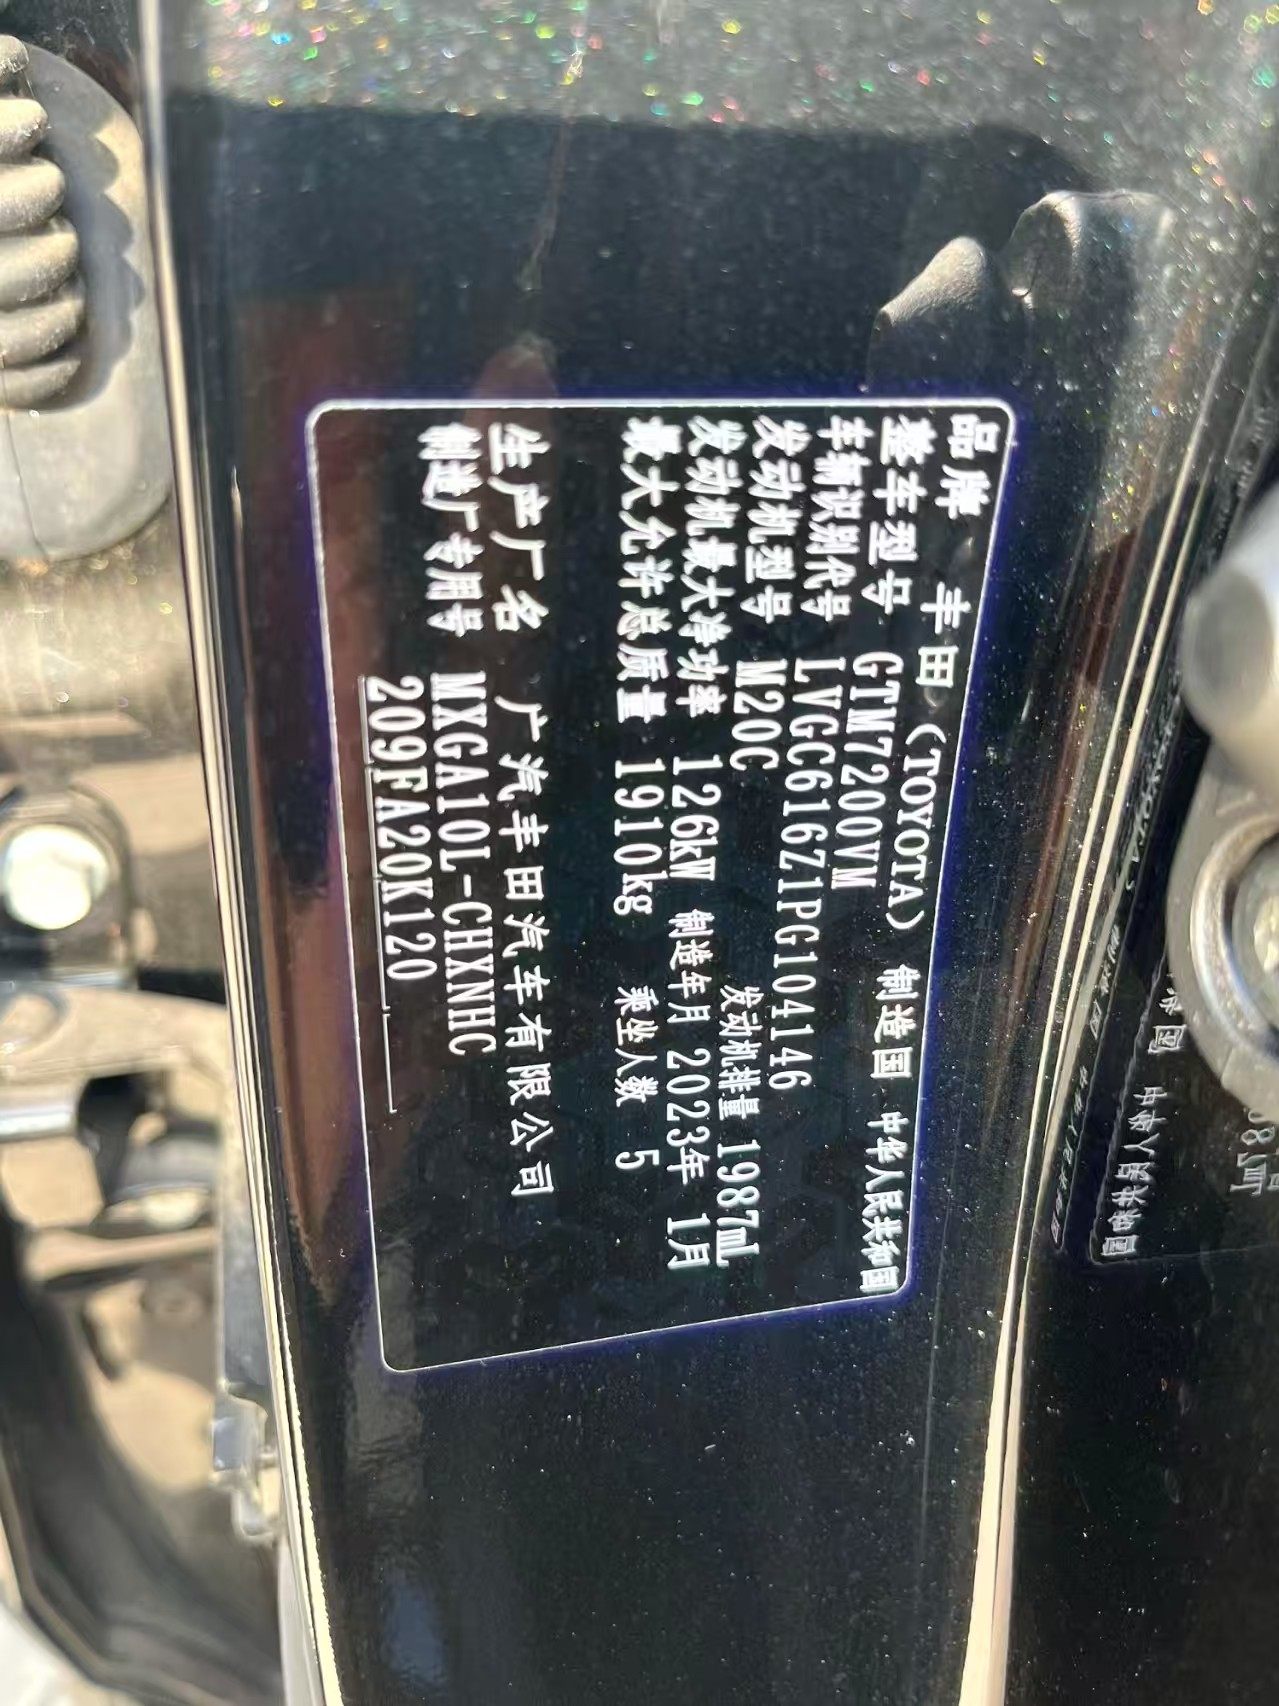 品牌 丰田（TOYOTA） 制造国 中华人民共和国
整车型号 GTM7200VM
车辆识别代号 LVGC616Z1PG104146
发动机型号 M20C 发动机排量 1987mL
发动机最大净功率 126kW 制造年月 2023年 1月
最大允许总质量 1910kg 乘坐人数 5
生产厂名 广汽丰田汽车有限公司
制造厂专用号 MXGA10L-CHXNHC
209FA20K120